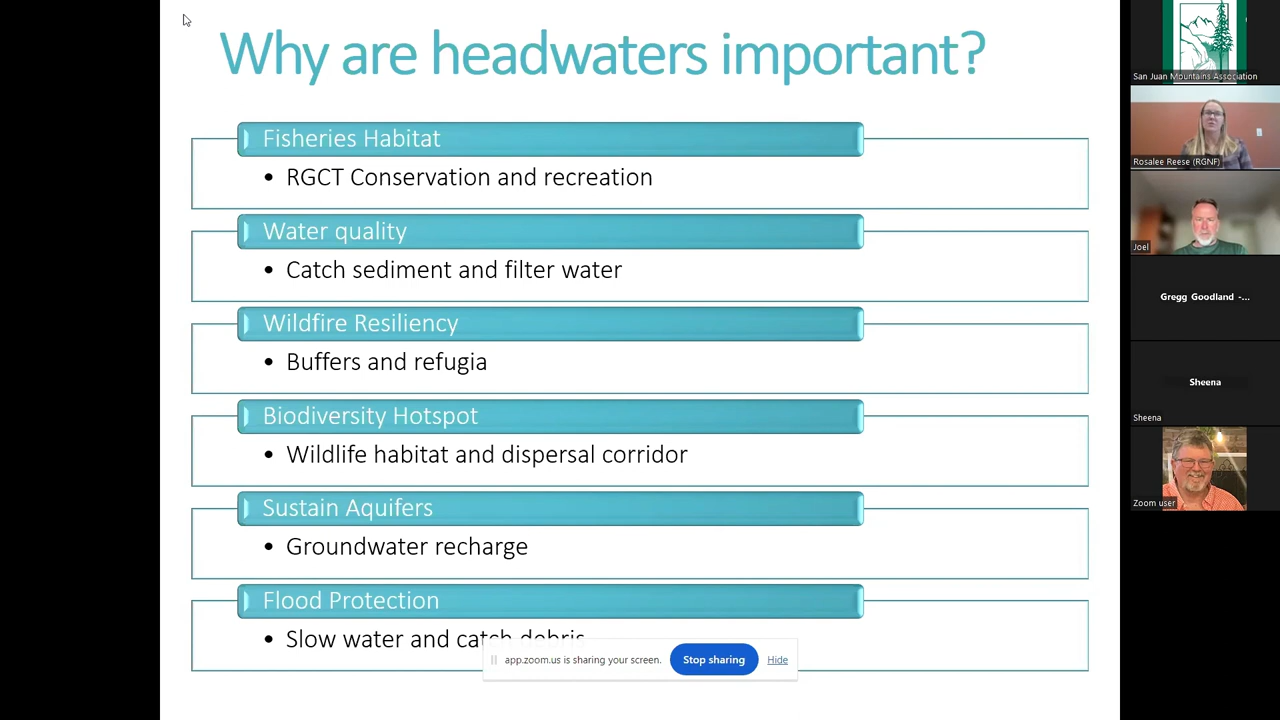 Why are headwaters important?
Fisheries Habitat
• RGCT Conservation and recreation
Water quality
• Catch sediment and filter water
Wildfire Resiliency
• Buffers and refugia
Biodiversity Hotspot
• Wildlife habitat and dispersal corridor
Sustain Aquifers
• Groundwater recharge
Flood Protection
• Slow water and catch debris
app.zoom.us is sharing your screen. Stop sharing Hide
San Juan Mountains Association
Rosalee Reese (RGNF)
Joel
Gregg Goodland -...
Sheena
Sheena
Zoom user